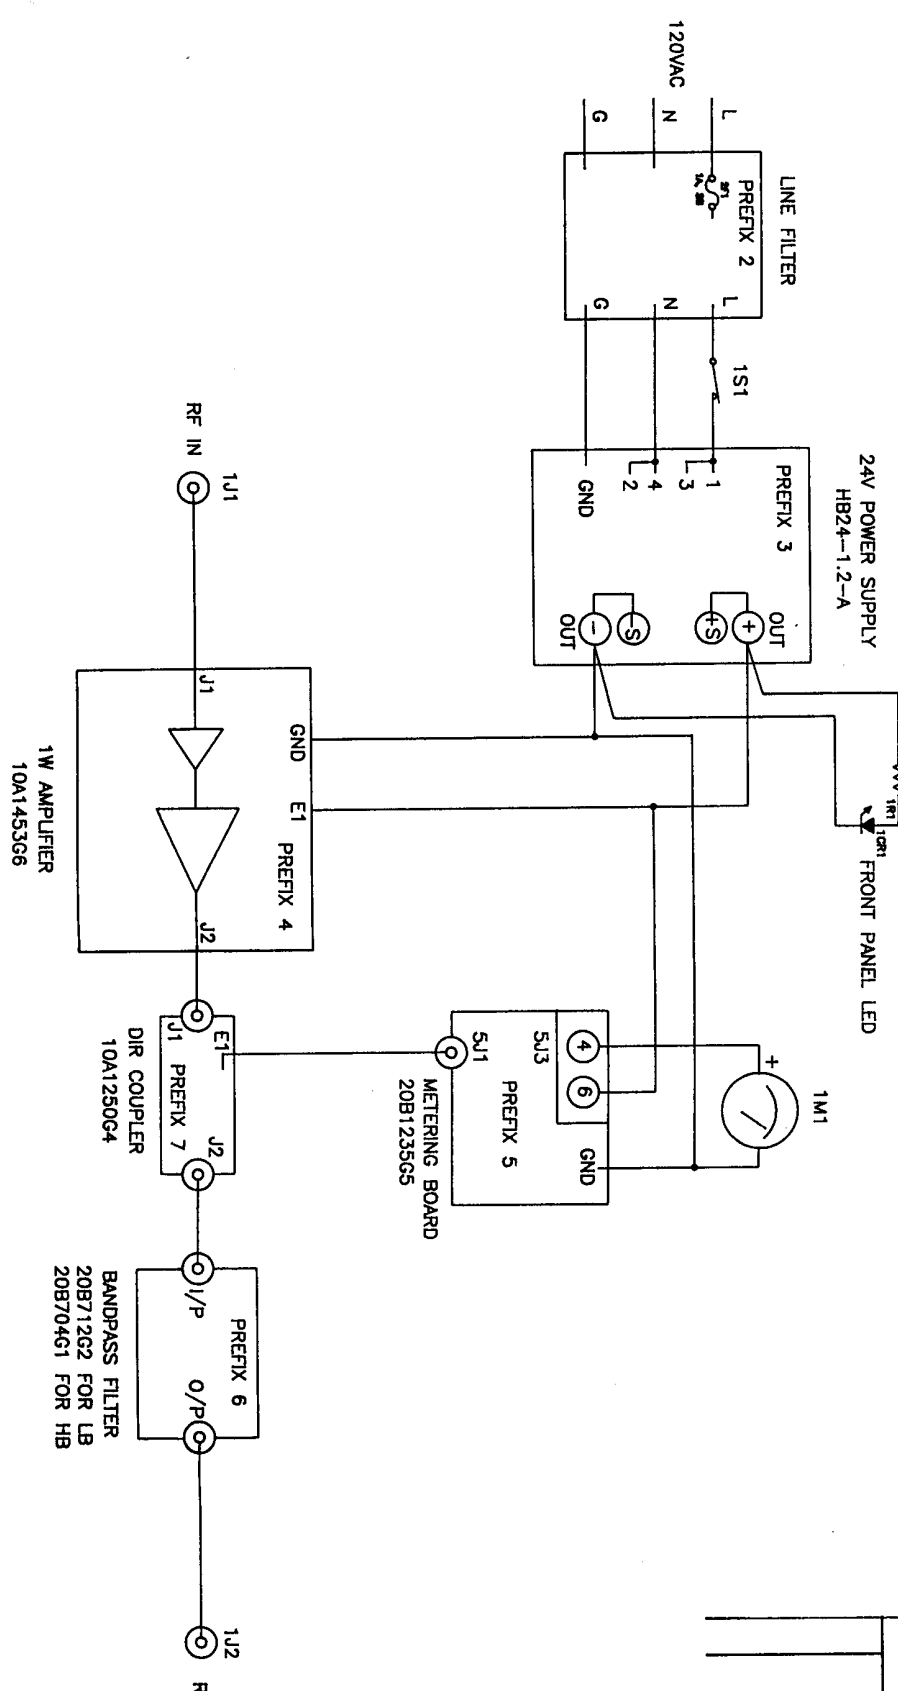 120VAC
L
N
G
LINE FILTER
PREFIX 2
2F1
L
N
G
1S1
24V POWER SUPPLY
HB24-1.2-A
PREFIX 3
1
3
4
2
GND
OUT
+
+S
-S
-
OUT
1R1
1CR1
FRONT PANEL LED
RF IN
1J1
J1
GND
E1
PREFIX 4
J2
1W AMPLIFIER
10A1453G6
J1
E1
PREFIX 7
J2
DIR COUPLER
10A1250G4
5J1
5J3
4
6
PREFIX 5
GND
METERING BOARD
20B1235G5
+
1M1
I/P
PREFIX 6
O/P
BANDPASS FILTER
20B712G2 FOR LB
20B704G1 FOR HB
1J2